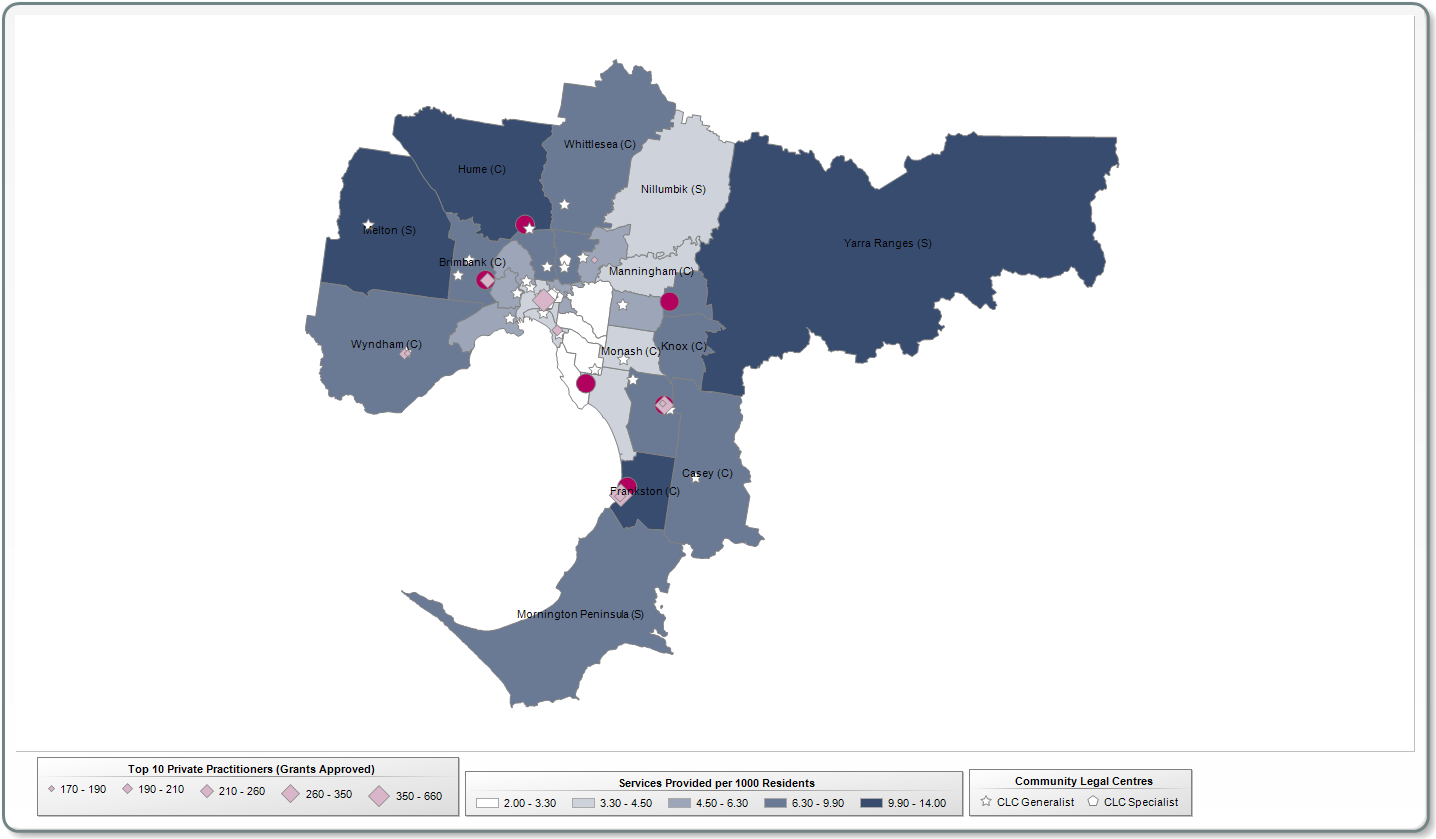 Whittlesea (C)
Hume (C)
Nillumbik (S)
Melton (S)
Yarra Ranges (S)
Brimbank (C)
Manningham (C)
Wyndham (C)
Monash (C)
Knox (C)
Casey (C)
Frankston (C)
Mornington Peninsula (S)
Top 10 Private Practitioners (Grants Approved)
170 - 190
190 - 210
210 - 260
260 - 350
350 - 660
Services Provided per 1000 Residents
2.00 - 3.30
3.30 - 4.50
4.50 - 6.30
6.30 - 9.90
9.90 - 14.00
Community Legal Centres
CLC Generalist
CLC Specialist